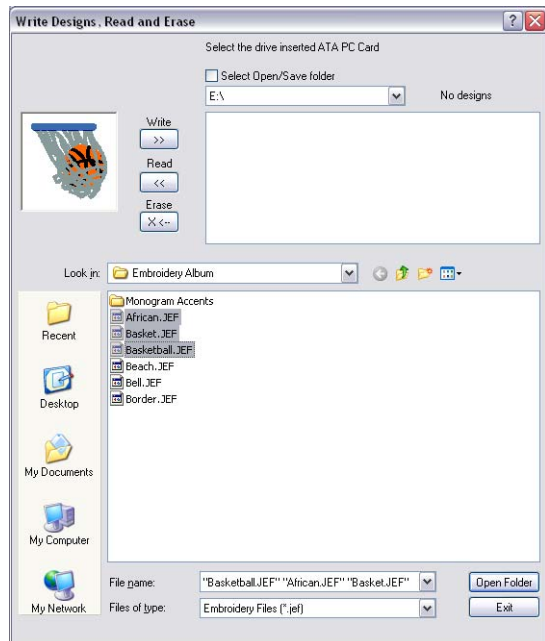 Write Designs, Read and Erase
Select the drive inserted ATA PC Card
Select Open/Save folder
E:\
No designs
Write
>>
Read
<<
Erase
X<--
Look in:
Embroidery Album
Recent
Desktop
My Documents
My Computer
My Network
Monogram Accents
African.JEF
Basket.JEF
Basketball.JEF
Beach.JEF
Bell.JEF
Border.JEF
File name:
"Basketball.JEF" "African.JEF" "Basket.JEF"
Open Folder
Files of type:
Embroidery Files (*.jef)
Exit